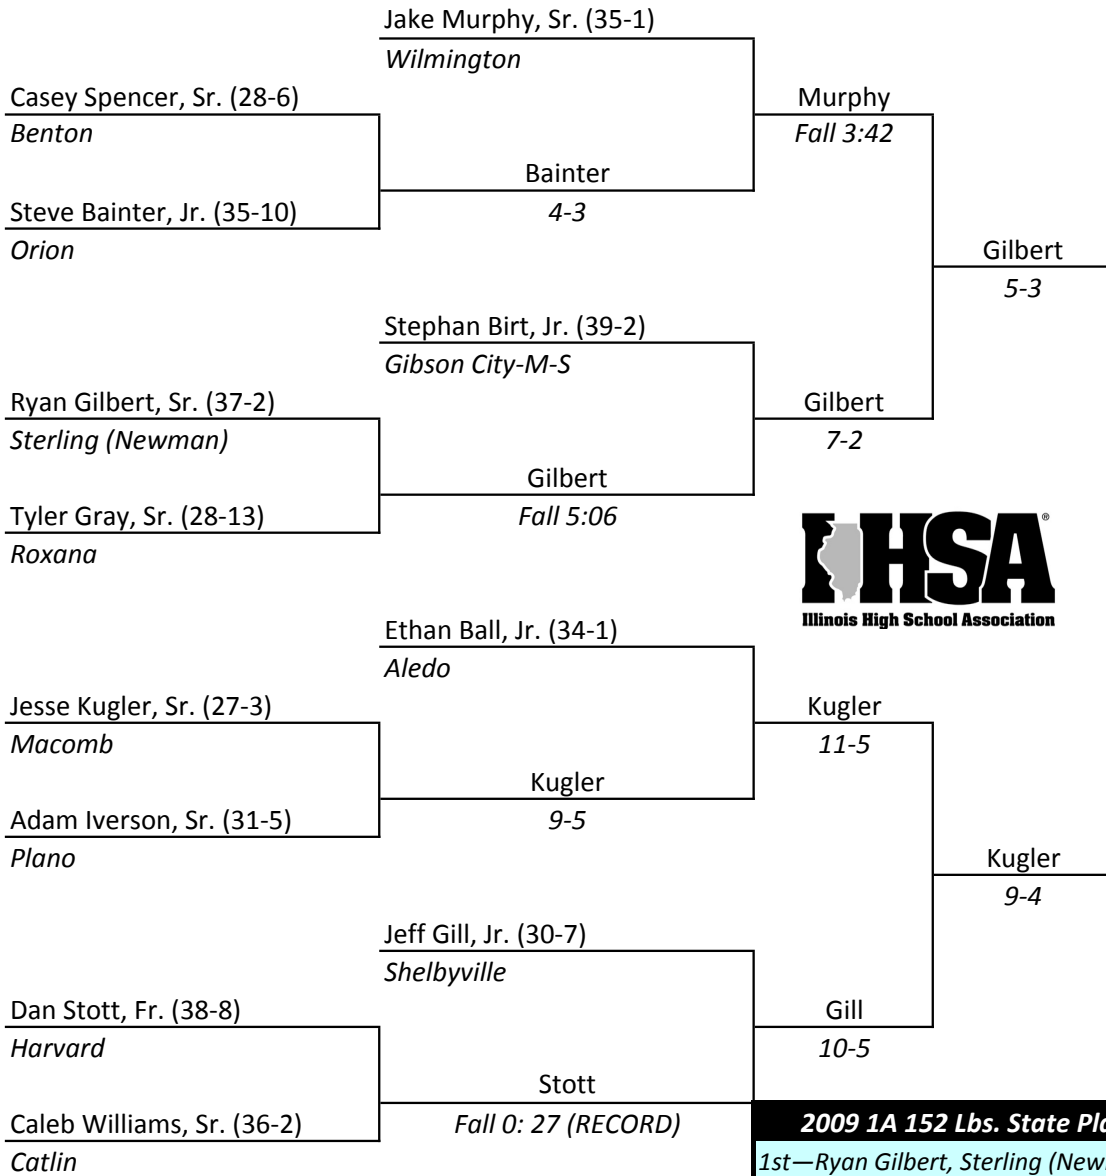 Jake Murphy, Sr. (35-1)
Wilmington
Casey Spencer, Sr. (28-6)
Benton
Murphy
Fall 3:42
Bainter
4-3
Steve Bainter, Jr. (35-10)
Orion
Gilbert
5-3
Stephan Birt, Jr. (39-2)
Gibson City-M-S
Ryan Gilbert, Sr. (37-2)
Sterling (Newman)
Gilbert
7-2
Gilbert
Fall 5:06
Tyler Gray, Sr. (28-13)
Roxana
IHSA®
Illinois High School Association
Ethan Ball, Jr. (34-1)
Aledo
Jesse Kugler, Sr. (27-3)
Macomb
Kugler
11-5
Kugler
9-5
Adam Iverson, Sr. (31-5)
Plano
Kugler
9-4
Jeff Gill, Jr. (30-7)
Shelbyville
Dan Stott, Fr. (38-8)
Harvard
Gill
10-5
Stott
Fall 0: 27 (RECORD)
Caleb Williams, Sr. (36-2)
Catlin
2009 1A 152 Lbs. State
1st—Ryan Gilbert, Sterling